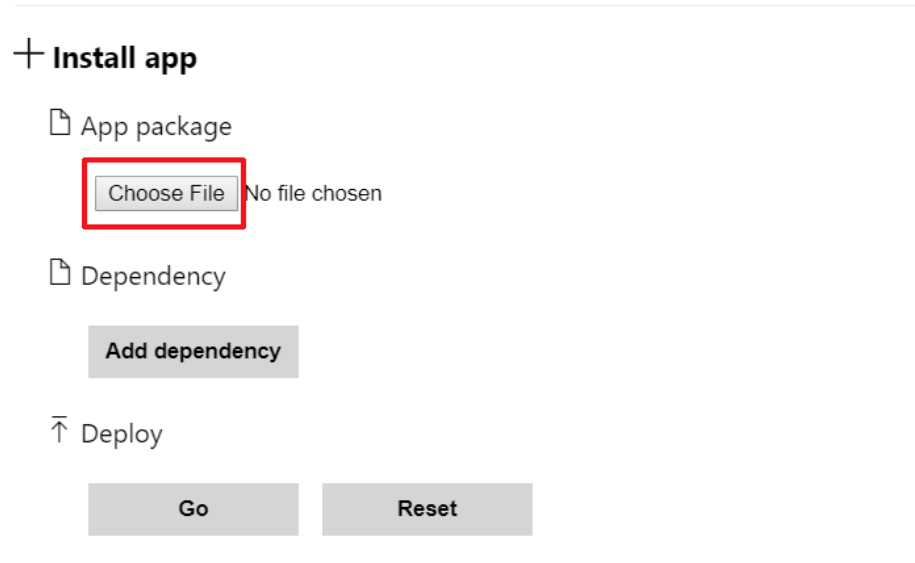 Install app
App package
Choose File No file chosen
Dependency
Add dependency
Deploy
Go Reset